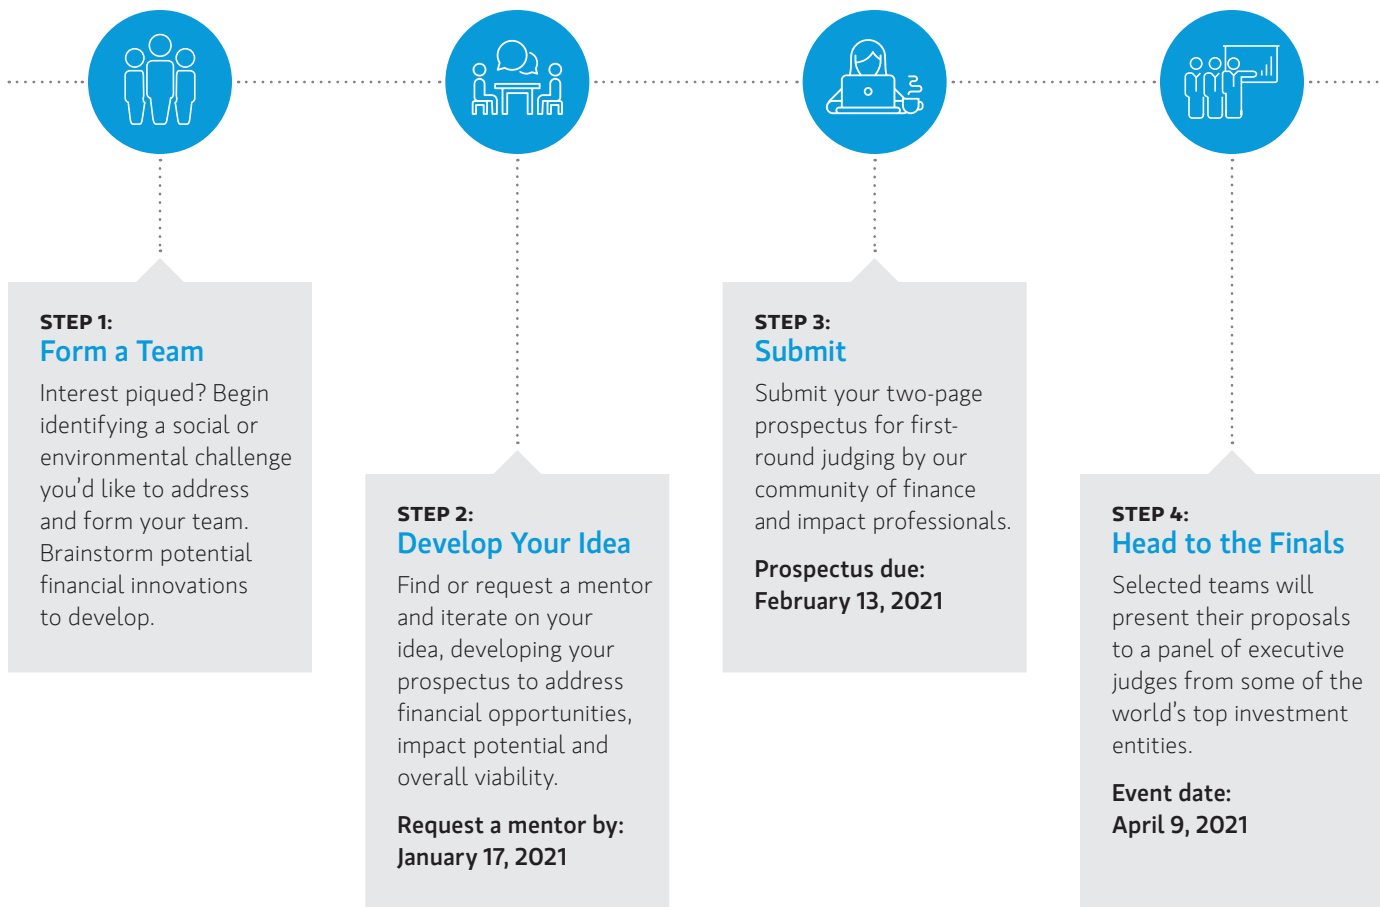 STEP 1:
Form a Team
Interest piqued? Begin
identifying a social or
environmental challenge
you'd like to address
and form your team.
Brainstorm potential
financial innovations
to develop.
STEP 2:
Develop Your Idea
Find or request a mentor
and iterate on your
idea, developing your
prospectus to address
financial opportunities,
impact potential and
overall viability.
Request a mentor by:
January 17, 2021
STEP 3:
Submit
Submit your two-page
prospectus for first-
round judging by our
community of finance
and impact professionals.
Prospectus due:
February 13, 2021
STEP 4:
Head to the Finals
Selected teams will
present their proposals
to a panel of executive
judges from some of the
world's top investment
entities.
Event date:
April 9, 2021